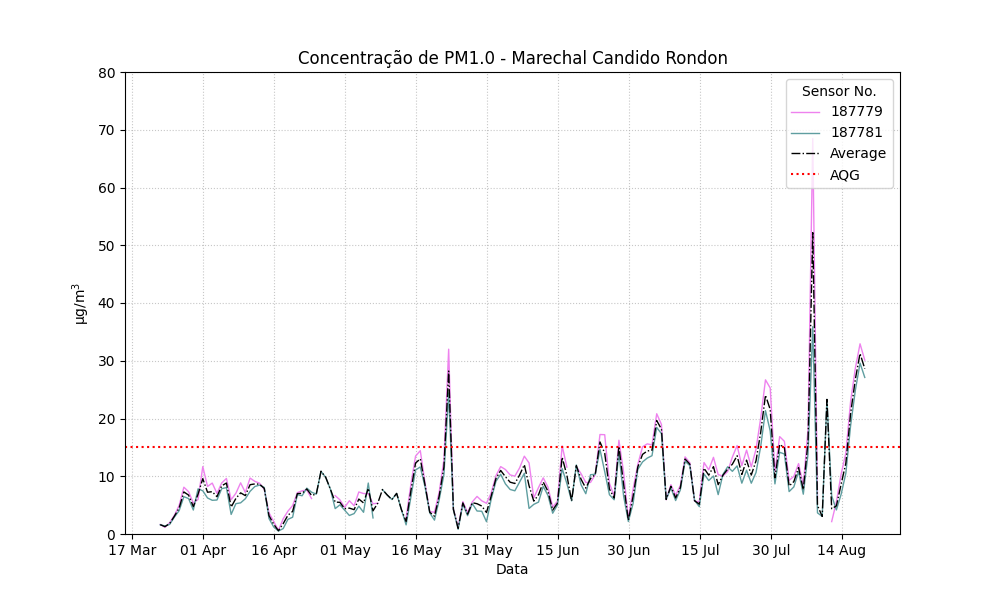 Concentração de PM1.0 - Marechal Candido Rondon
80
70
60
50
40
30
20
10
0
µg/m³
Sensor No.
187779
187781
Average
AQG
17 Mar 01 Apr 16 Apr 01 May 16 May 31 May 15 Jun 30 Jun 15 Jul 30 Jul 14 Aug
Data